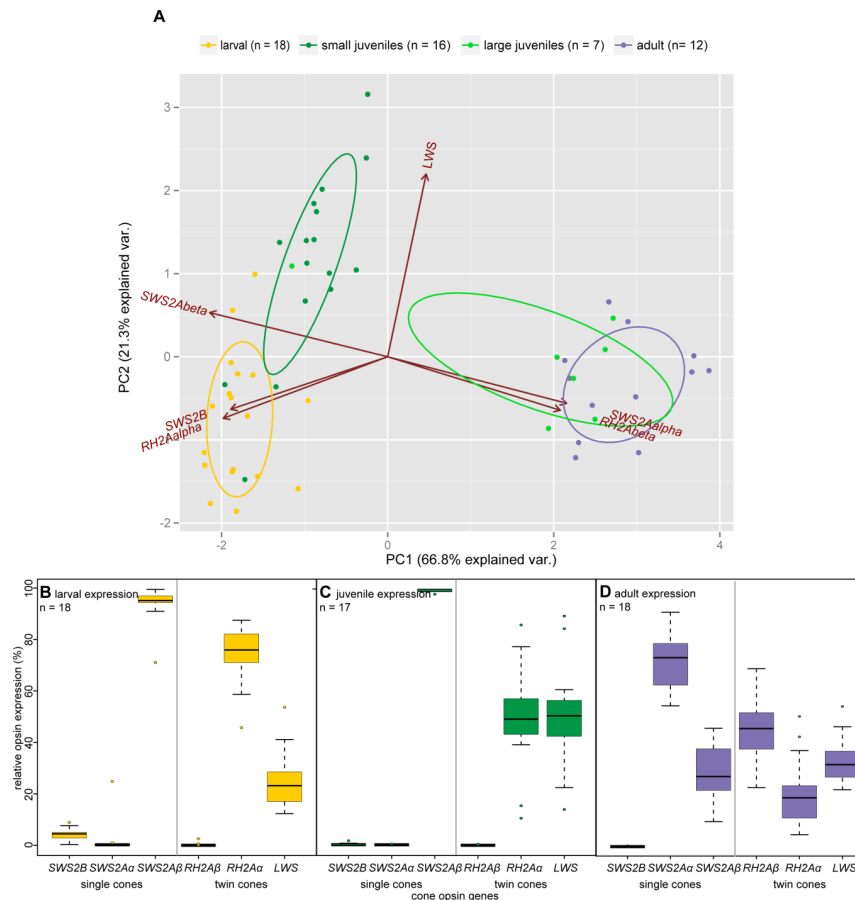 A
larval (n = 18) small juveniles (n = 16) large juveniles (n = 7) adult (n= 12)
PC2 (21.3% explained var.)
3
2
1
0
-1
-2
LWS
SWS2Abeta
SWS2B
RH2Aalpha
SWS2Aalpha
RH2Abeta
-2 0 2 4
PC1 (66.8% explained var.)
relative opsin expression (%)
100
80
60
40
20
0
B larval expression
n = 18
C juvenile expression
n = 17
D adult expression
n = 18
SWS2B SWS2Aα SWS2Aβ RH2Aβ RH2Aα LWS SWS2B SWS2Aα SWS2Aβ RH2Aβ RH2Aα LWS SWS2B SWS2Aα SWS2Aβ RH2Aβ RH2Aα LWS
single cones twin cones single cones twin cones single cones twin cones
cone opsin genes